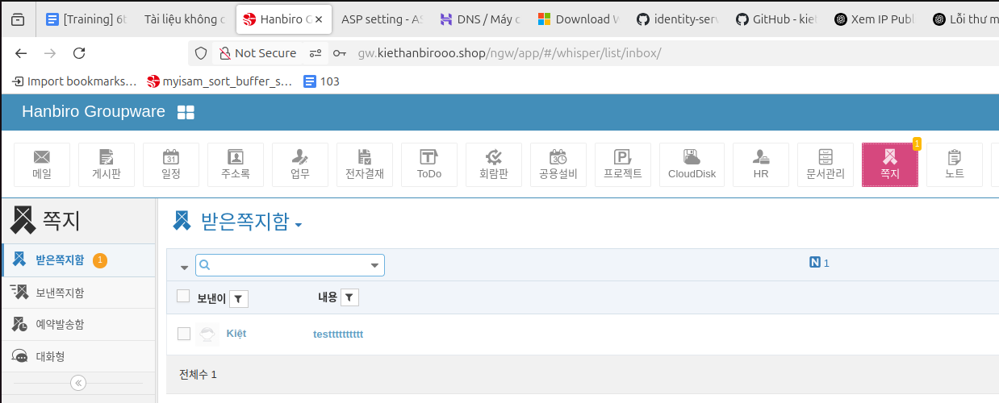 [Training] 6t
Tài liệu không c
Hanbiro G
ASP setting - AS
DNS / Máy c
Download W
identity-serv
GitHub - kiet
Xem IP Publ
Lỗi thư m
Not Secure
gw.kiethanbirooo.shop/ngw/app/#/whisper/list/inbox/
Import bookmarks…
myisam_sort_buffer_s…
103
Hanbiro Groupware
메일
게시판
일정
주소록
업무
전자결재
ToDo
회람판
공용설비
프로젝트
CloudDisk
HR
문서관리
쪽지
1
노트
쪽지
받은쪽지함 1
보낸쪽지함
예약발송함
대화형
받은쪽지함
N 1
보낸이
내용
Kiệt
testttttttttt
전체수 1